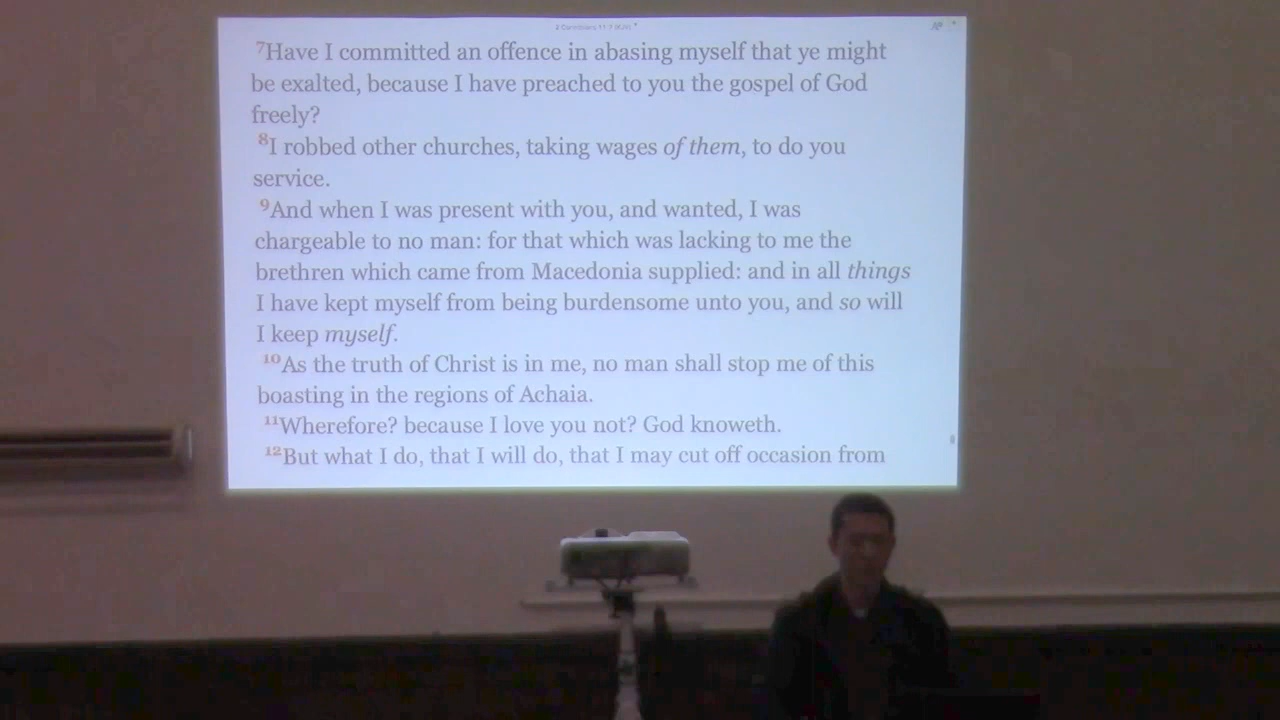 2 Corinthians 11:7 (KJV)
AP
7Have I committed an offence in abasing myself that ye might
be exalted, because I have preached to you the gospel of God
freely?
8I robbed other churches, taking wages of them, to do you
service.
9And when I was present with you, and wanted, I was
chargeable to no man: for that which was lacking to me the
brethren which came from Macedonia supplied: and in all things
I have kept myself from being burdensome unto you, and so will
I keep myself.
10As the truth of Christ is in me, no man shall stop me of this
boasting in the regions of Achaia.
11Wherefore? because I love you not? God knoweth.
12But what I do, that I will do, that I may cut off occasion from